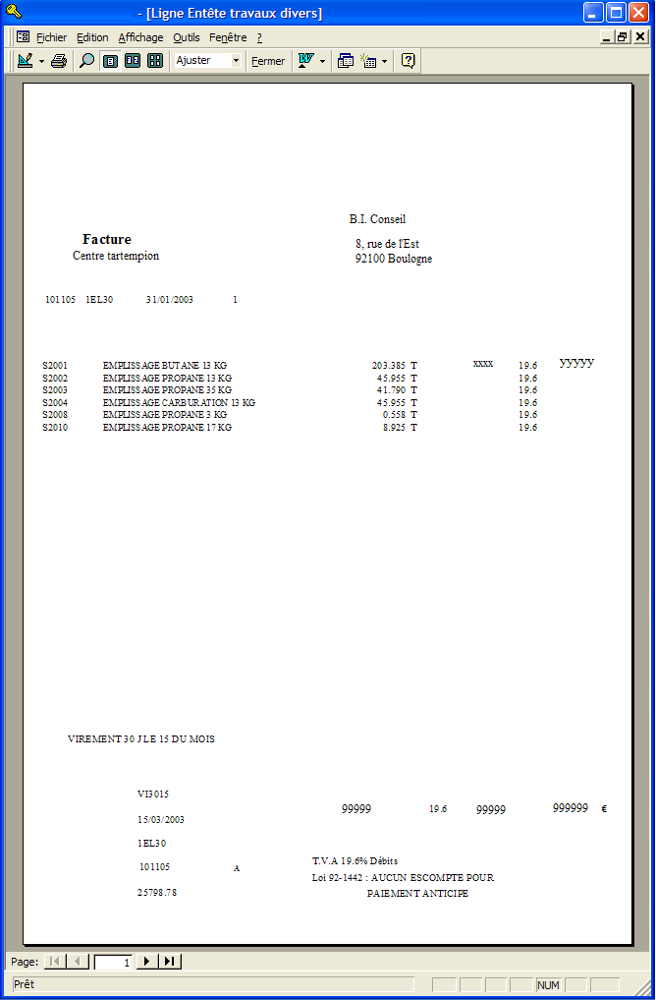 - [Ligne Entête travaux divers]
Fichier Edition Affichage Outils Fenêtre ?
Ajuster Fermer
B.I. Conseil
Facture
8, rue de l'Est
Centre tartempion
92100 Boulogne
101105 1EL30 31/01/2003 1
S2001 EMPLISSAGE BUTANE 13 KG 203.385 T xxxx 19.6 yyyyy
S2002 EMPLISSAGE PROPANE 13 KG 45.955 T 19.6
S2003 EMPLISSAGE PROPANE 35 KG 41.790 T 19.6
S2004 EMPLISSAGE CARBURATION 13 KG 45.955 T 19.6
S2008 EMPLISSAGE PROPANE 3 KG 0.558 T 19.6
S2010 EMPLISSAGE PROPANE 17 KG 8.925 T 19.6
VIREMENT 30 J LE 15 DU MOIS
VI3015
99999 19.6 99999 999999 €
15/03/2003
1EL30
T.V.A 19.6% Débits
101105 A
Loi 92-1442 : AUCUN ESCOMPTE POUR
25798.78 PAIEMENT ANTICIPE
Page: 1
Prêt NUM